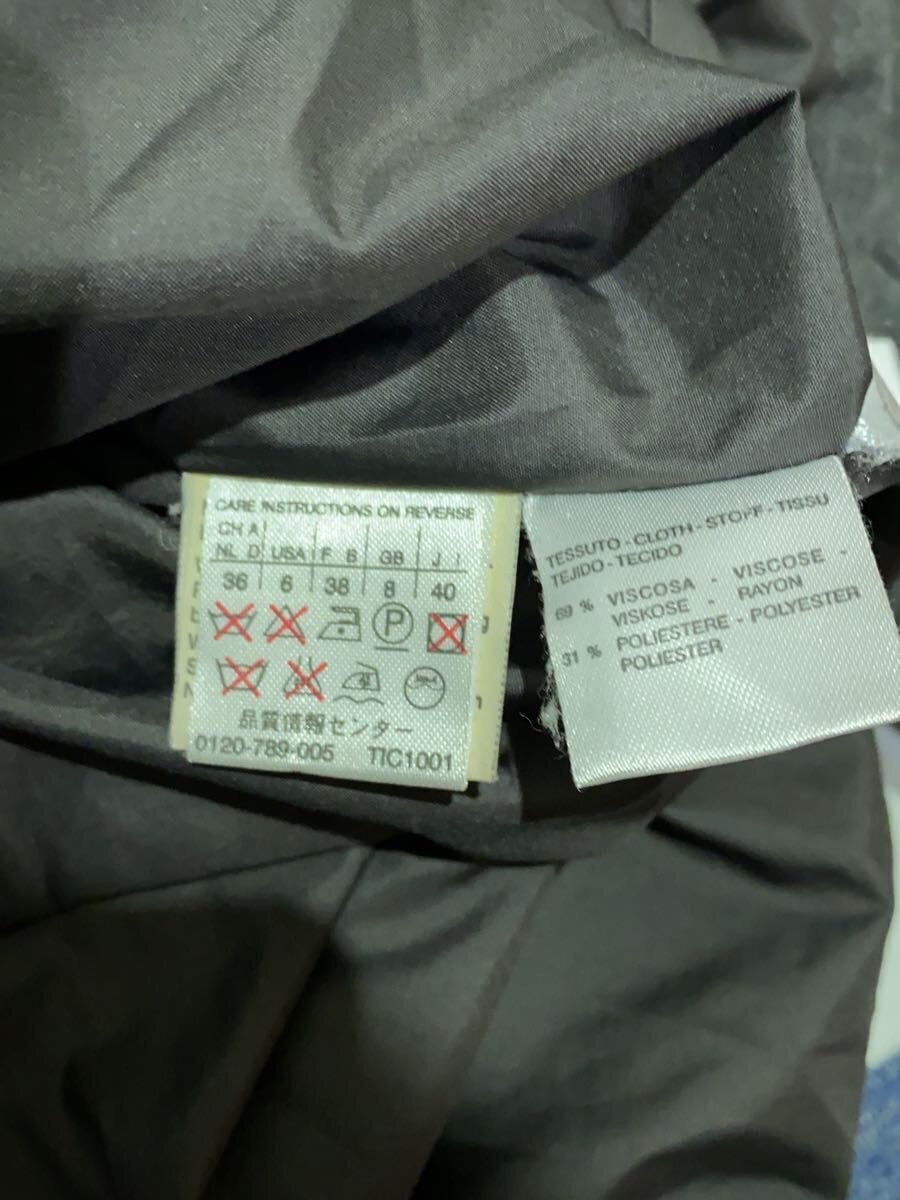 CARE INSTRUCTIONS ON REVERSE
CH A
NL D USA F B GB J I
36 6 38 8 40
P
品質情報センター
0120-789-005 TIC1001
TESSUTO - CLOTH - STOFF - TISSU
TEJIDO - TECIDO
69 % VISCOSA - VISCOSE -
VISKOSE - RAYON
31 % POLIESTERE - POLYESTER
POLIESTER